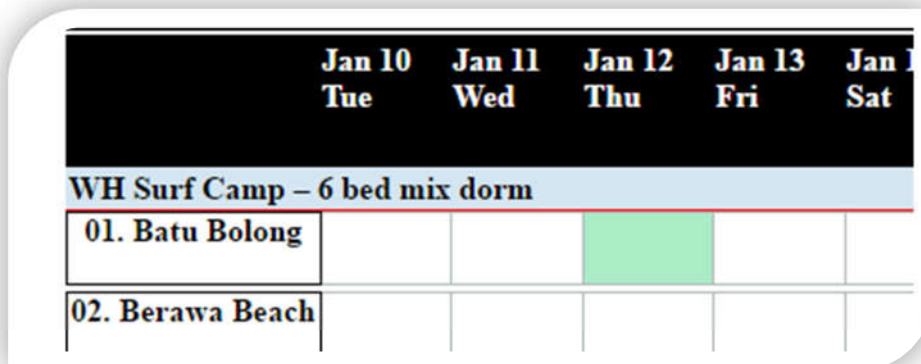 Jan 10 Jan 11 Jan 12 Jan 13 Jan
Tue Wed Thu Fri Sat
WH Surf Camp – 6 bed mix dorm
01. Batu Bolong
02. Berawa Beach